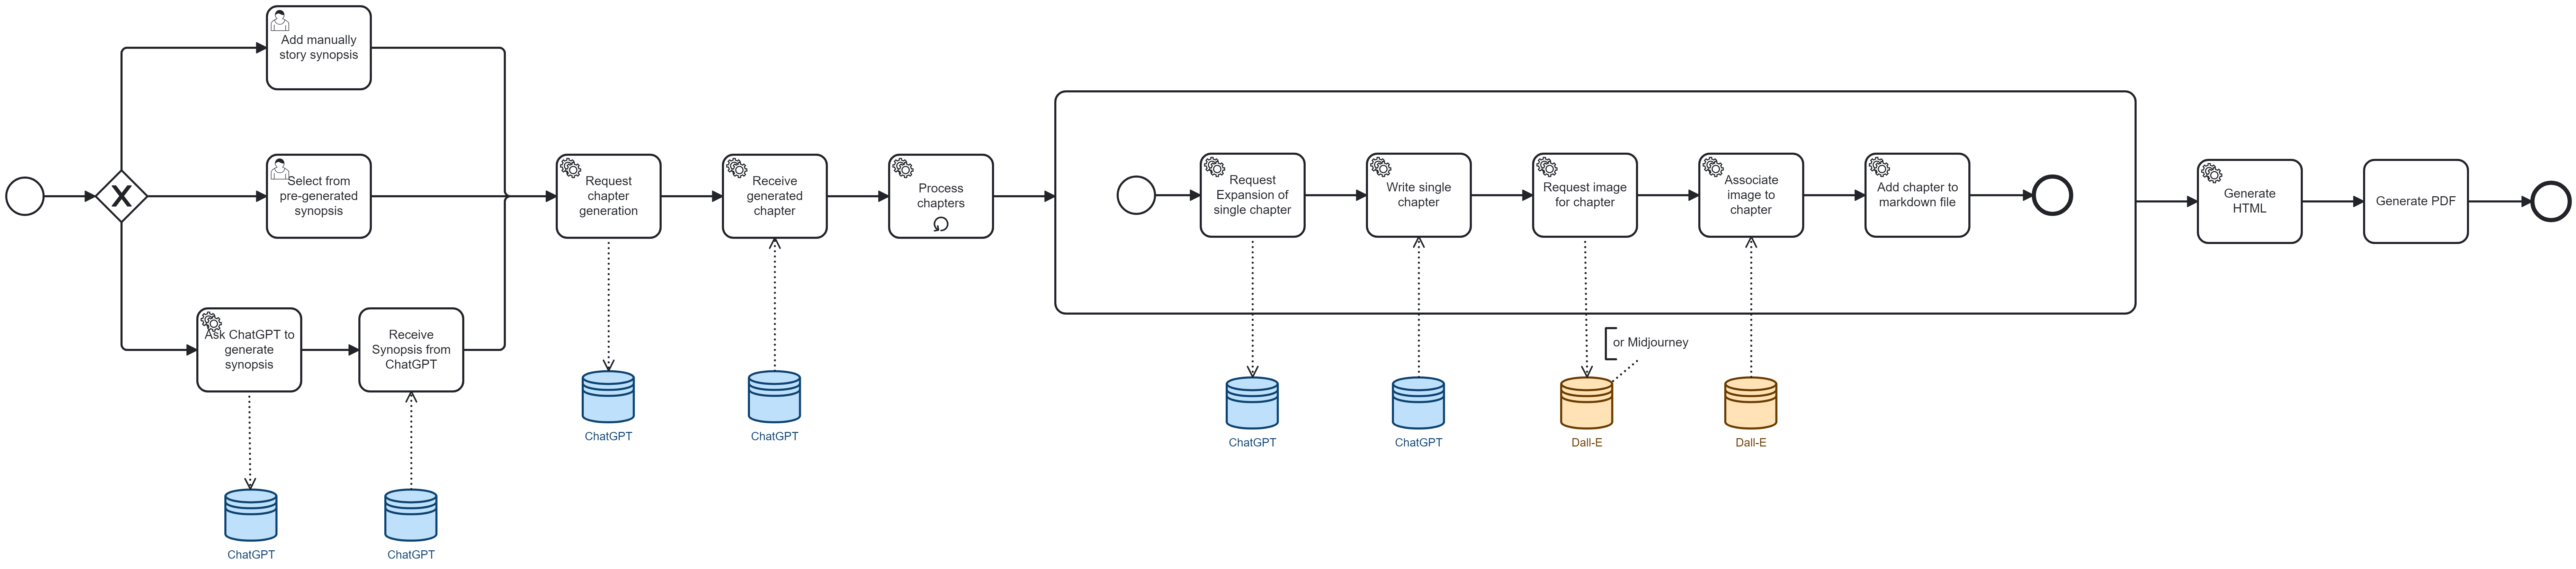 Add manually
story synopsis
Select from
pre-generated
synopsis
Ask ChatGPT to
generate
synopsis
Receive
Synopsis from
ChatGPT
ChatGPT
ChatGPT
Request
chapter
generation
Receive
generated
chapter
Process
chapters
ChatGPT
ChatGPT
Request
Expansion of
single chapter
Write single
chapter
Request image
for chapter
Associate
image to
chapter
Add chapter to
markdown file
or Midjourney
ChatGPT
ChatGPT
Dall-E
Dall-E
Generate
HTML
Generate PDF